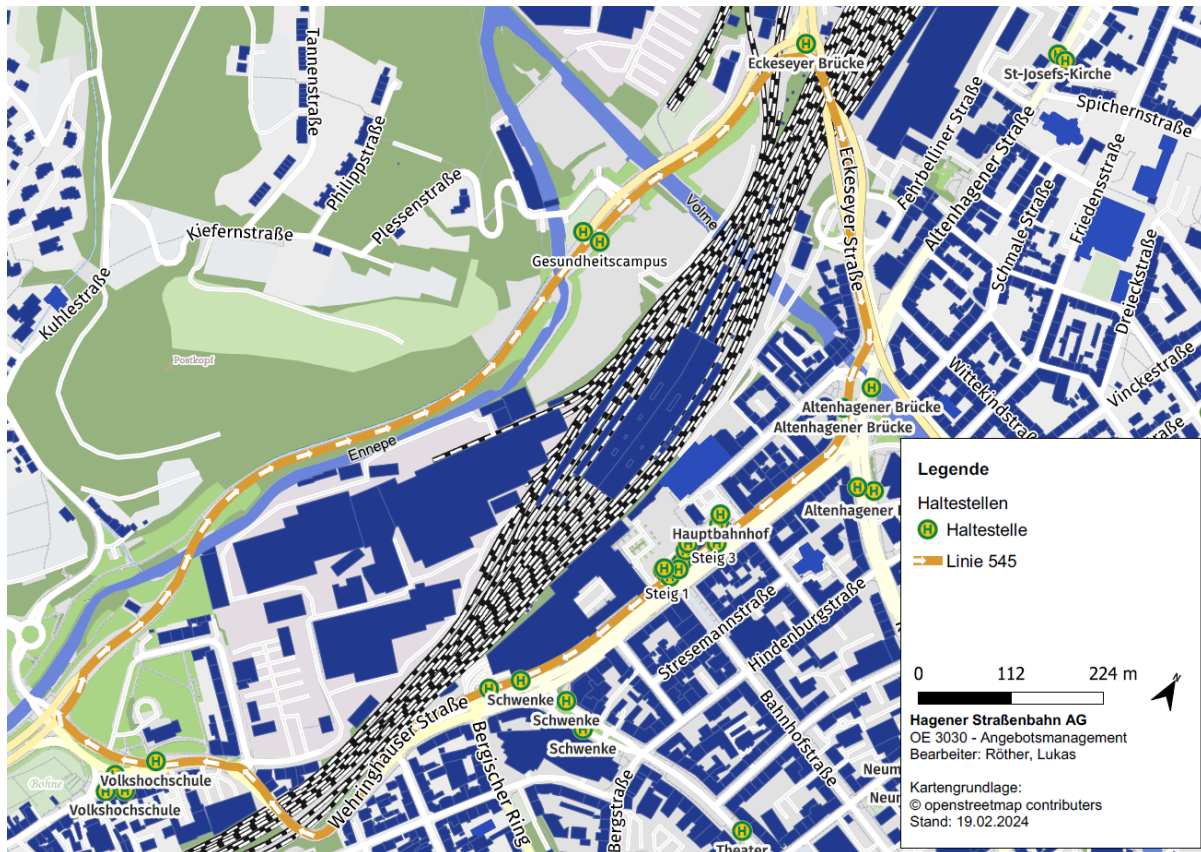 Tannenstraße
Philippstraße
Plessenstraße
Kiefernstraße
Kuhlestraße
Postkopf
Eckeseyer Brücke
St-Josefs-Kirche
Spichernstraße
Fehrbelliner Straße
Altenhagener Straße
Friedensstraße
Schmale Straße
Dreieckstraße
Eckeseyer Straße
Volme
Gesundheitscampus
Wittekindstraße
Vinckestraße
Straße
Altenhagener Brücke
Altenhagener Brücke
Altenhagener
Ennepe
Hauptbahnhof
Steig 3
Steig 1
Stresemannstraße
Hindenburgstraße
Bahnhofstraße
Schwenke
Schwenke
Schwenke
Wehringhauser Straße
Bergischer Ring
Bergstraße
Theater
Bohne
Volkshochschule
Volkshochschule
Legende
Haltestellen
H Haltestelle
Linie 545
0 112 224 m
N
Hagener Straßenbahn AG
OE 3030 - Angebotsmanagement
Bearbeiter: Röther, Lukas
Kartengrundlage:
© openstreetmap contributers
Stand: 19.02.2024